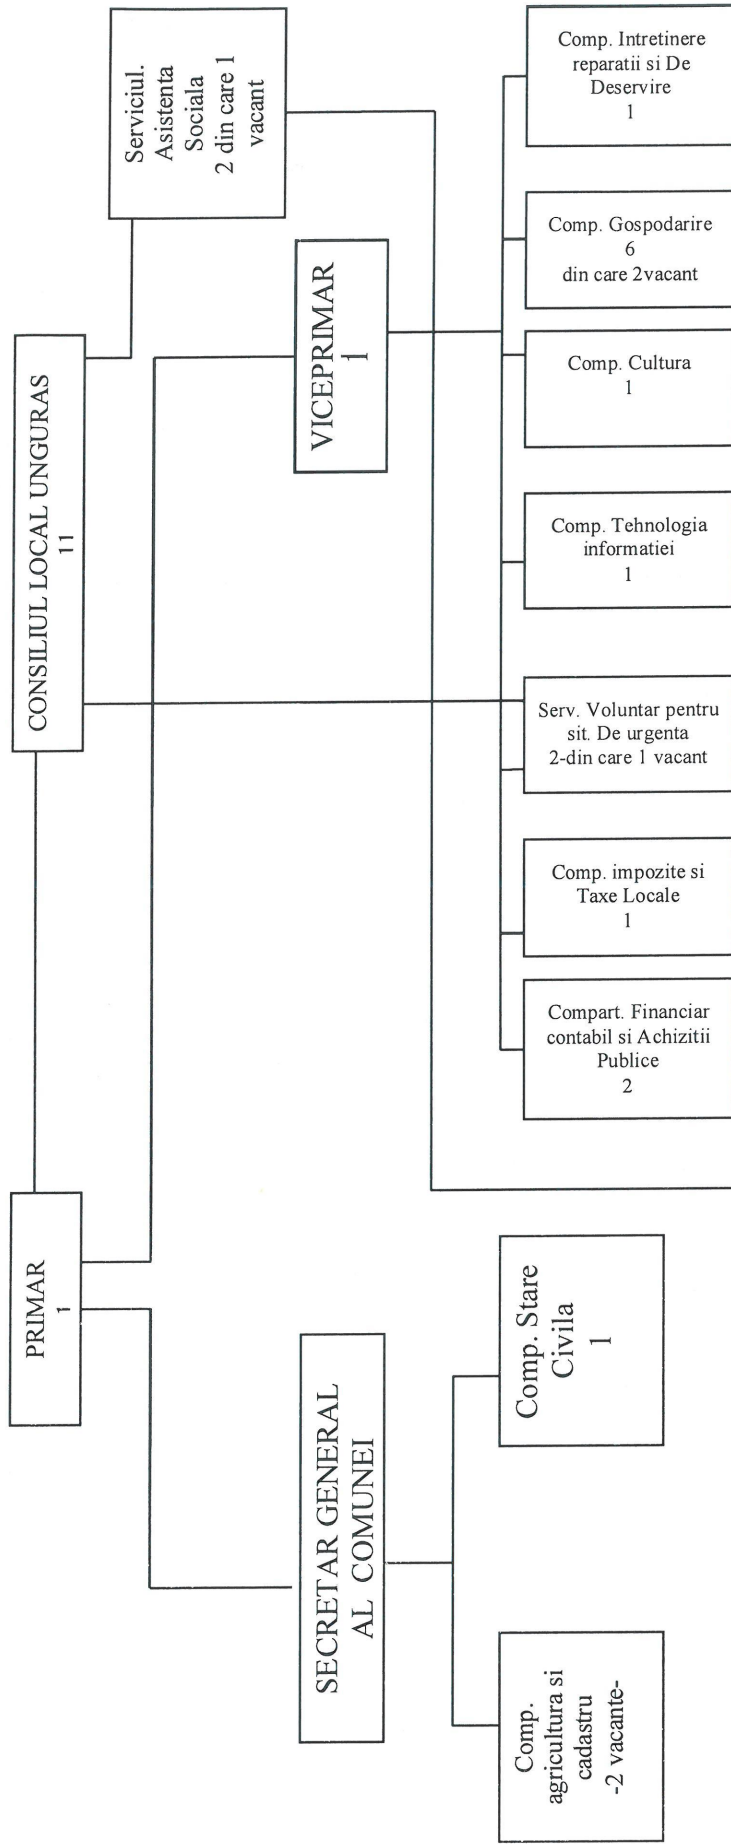 PRIMAR
1
CONSILIUL LOCAL UNGURAS
11
Serviciul.
Asistenta
Sociala
2 din care 1
vacant
SECRETAR GENERAL
AL COMUNEI
VICEPRIMAR
1
Comp.
agricultura si
cadastru
-2 vacante-
Comp. Stare
Civila
1
Compart. Financiar
contabil si Achizitii
Publice
2
Comp. impozite si
Taxe Locale
1
Serv. Voluntar pentru
sit. De urgenta
2-din care 1 vacant
Comp. Tehnologia
informatiei
1
Comp. Cultura
1
Comp. Gospodarire
6
din care 2vacant
Comp. Intretinere
reparatii si De
Deservire
1